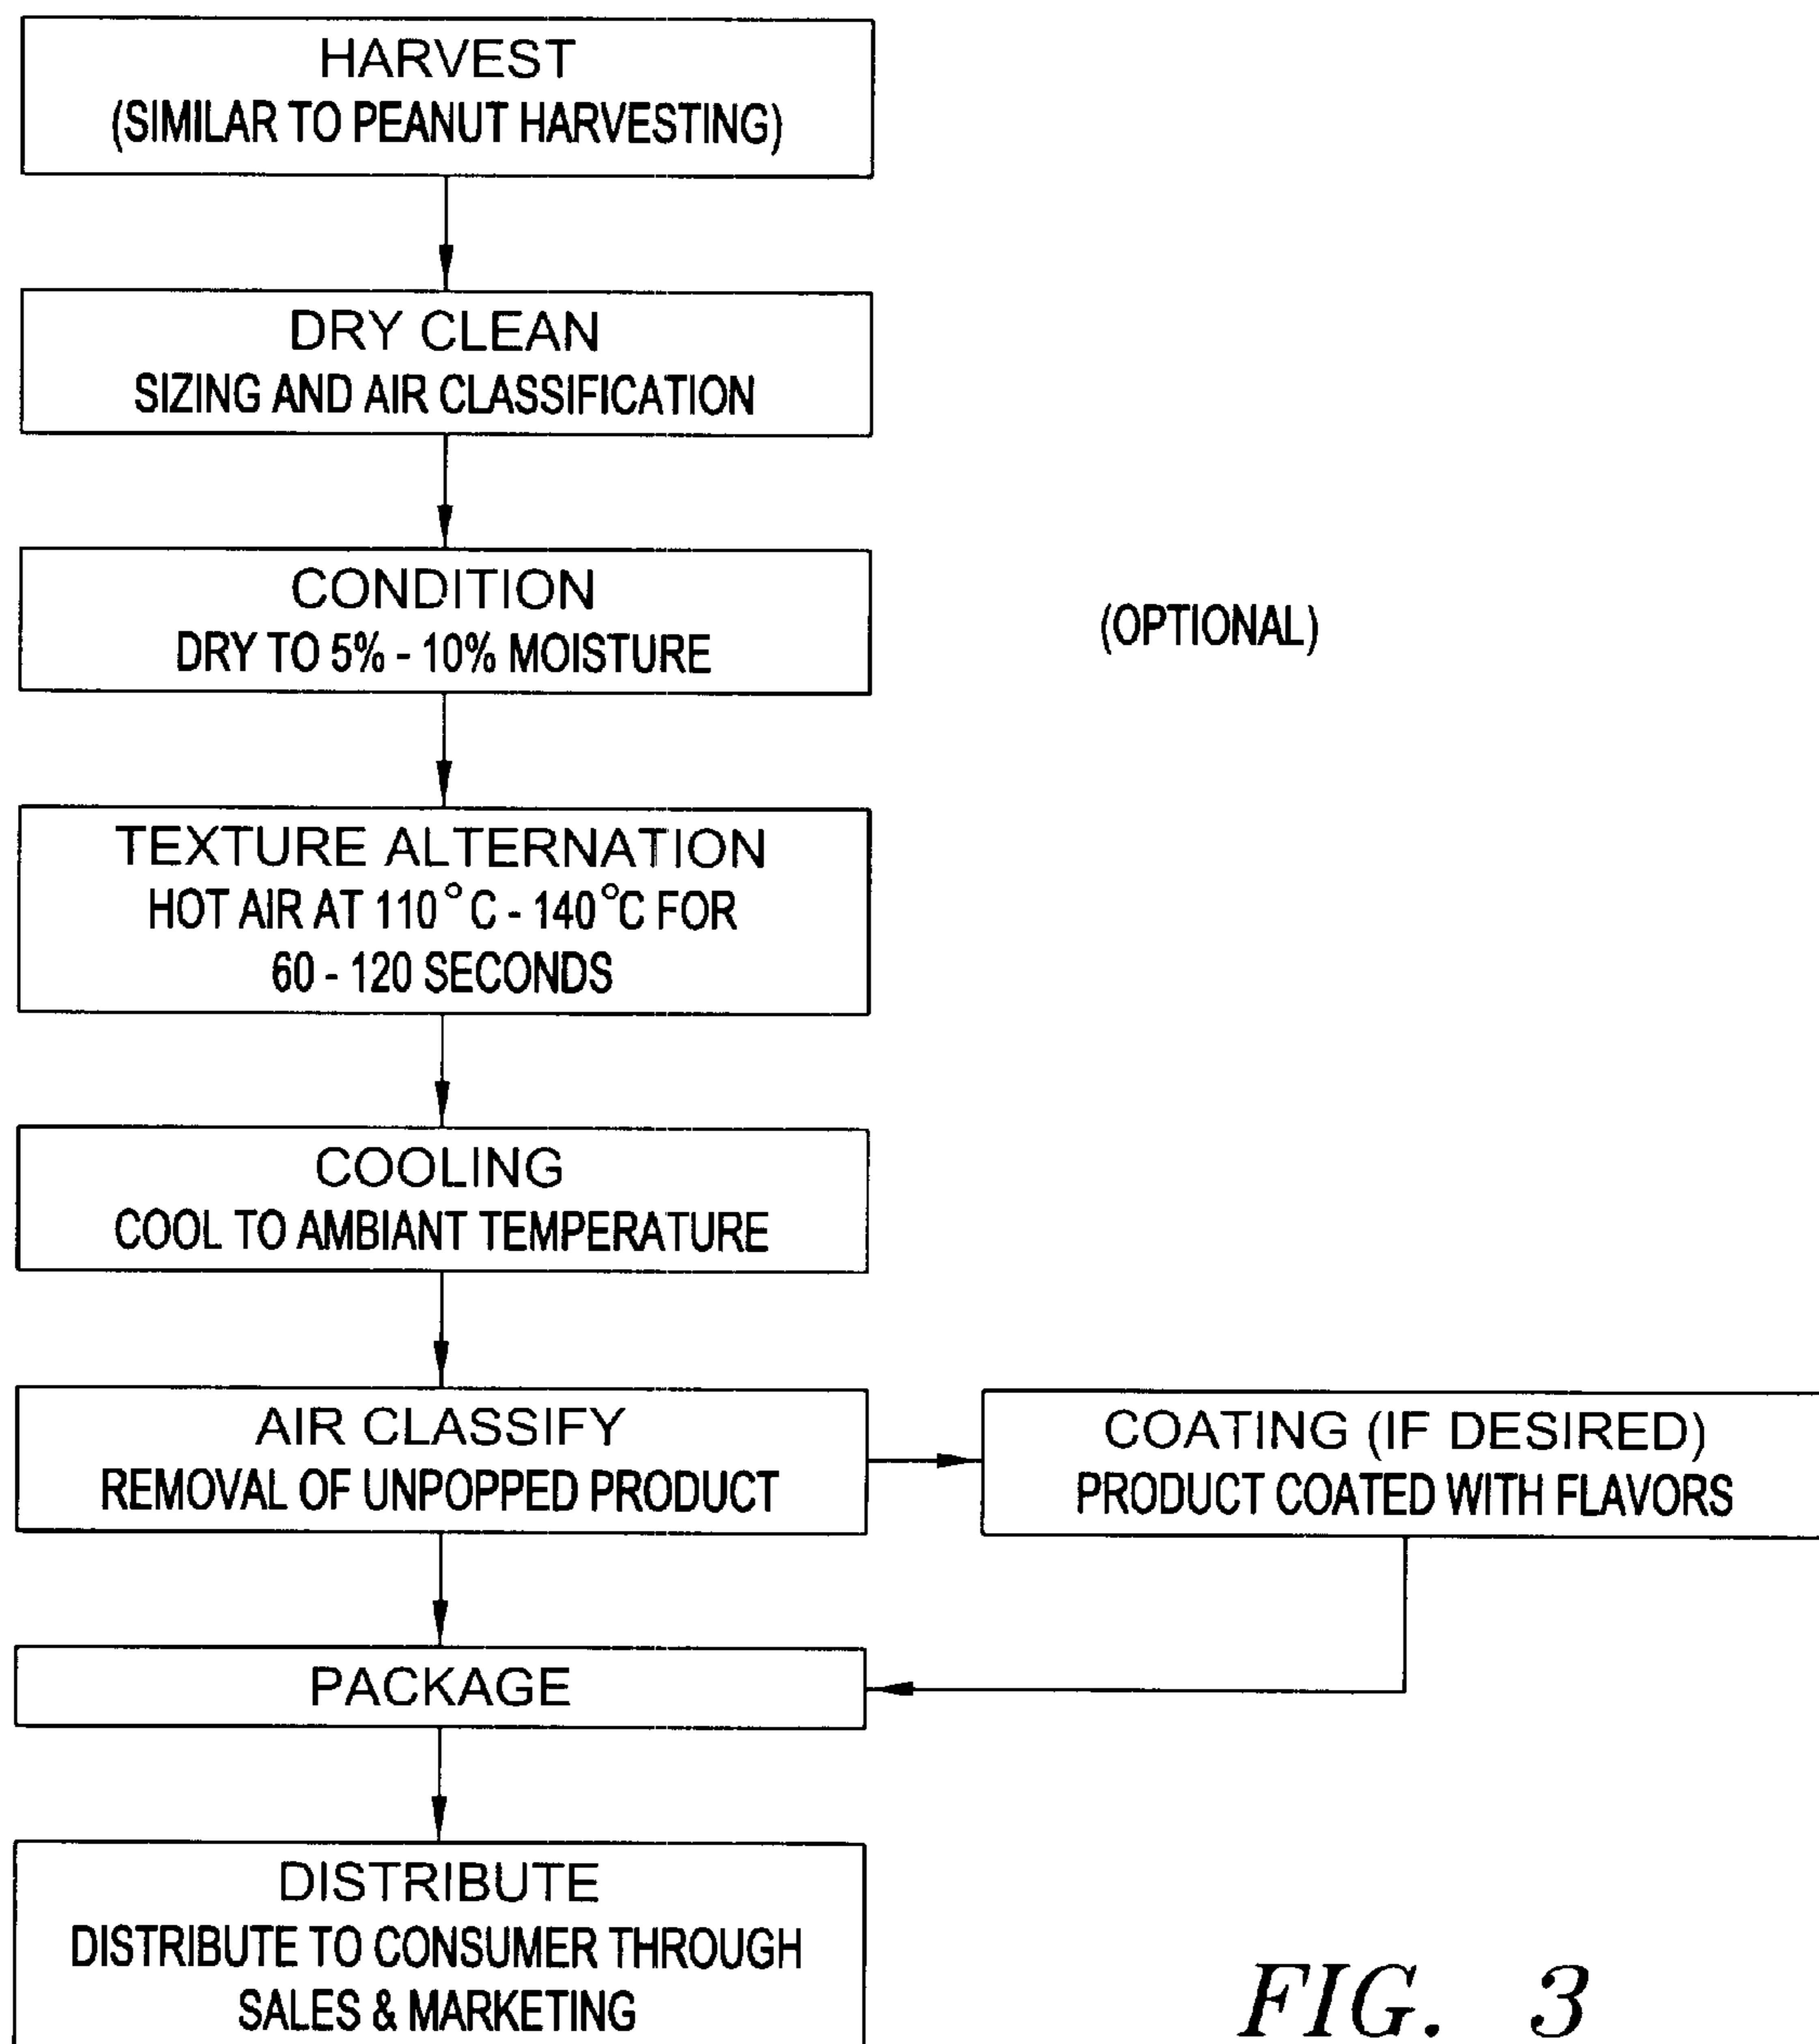 HARVEST
(SIMILAR TO PEANUT HARVESTING)
DRY CLEAN
SIZING AND AIR CLASSIFICATION
CONDITION
DRY TO 5% - 10% MOISTURE
(OPTIONAL)
TEXTURE ALTERNATION
HOT AIR AT 110°C - 140°C FOR
60 - 120 SECONDS
COOLING
COOL TO AMBIANT TEMPERATURE
AIR CLASSIFY
REMOVAL OF UNPOPPED PRODUCT
COATING (IF DESIRED)
PRODUCT COATED WITH FLAVORS
PACKAGE
DISTRIBUTE
DISTRIBUTE TO CONSUMER THROUGH
SALES & MARKETING
FIG. 3